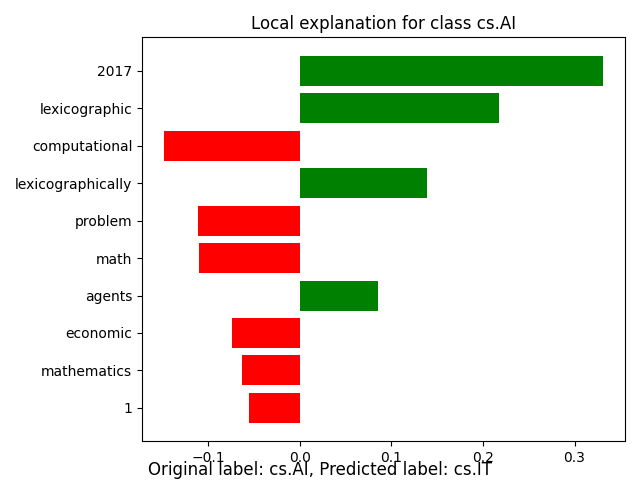 Local explanation for class cs.AI
2017
lexicographic
computational
lexicographically
problem
math
agents
economic
mathematics
1
−0.1 0.0 0.1 0.2 0.3
Original label: cs.AI, Predicted label: cs.IT